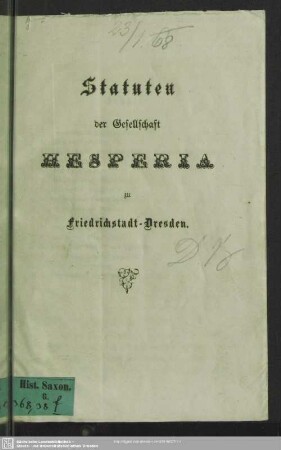 23/1. 68
Statuten
der Gesellschaft
HESPERIA
zu
Friedrichstadt-Dresden.
Hist. Saxon.